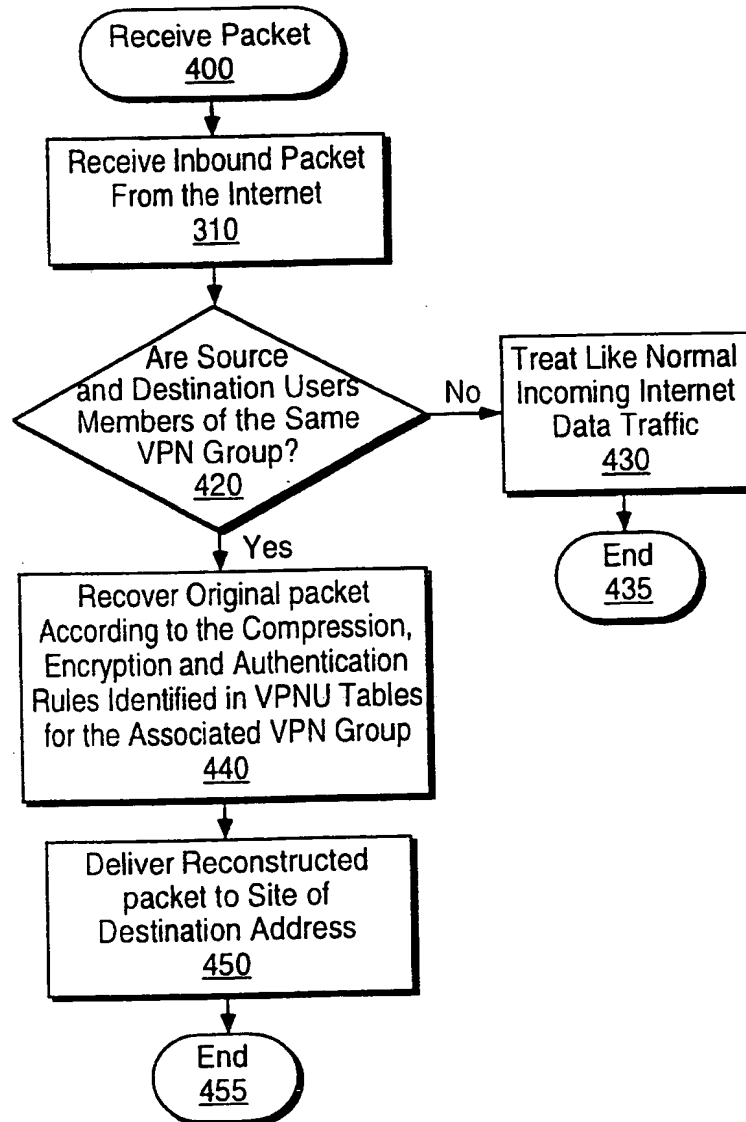 Receive Packet
400
Receive Inbound Packet
From the Internet
310
Are Source
and Destination Users
Members of the Same
VPN Group?
420
No
Treat Like Normal
Incoming Internet
Data Traffic
430
End
435
Yes
Recover Original packet
According to the Compression,
Encryption and Authentication
Rules Identified in VPNU Tables
for the Associated VPN Group
440
Deliver Reconstructed
packet to Site of
Destination Address
450
End
455